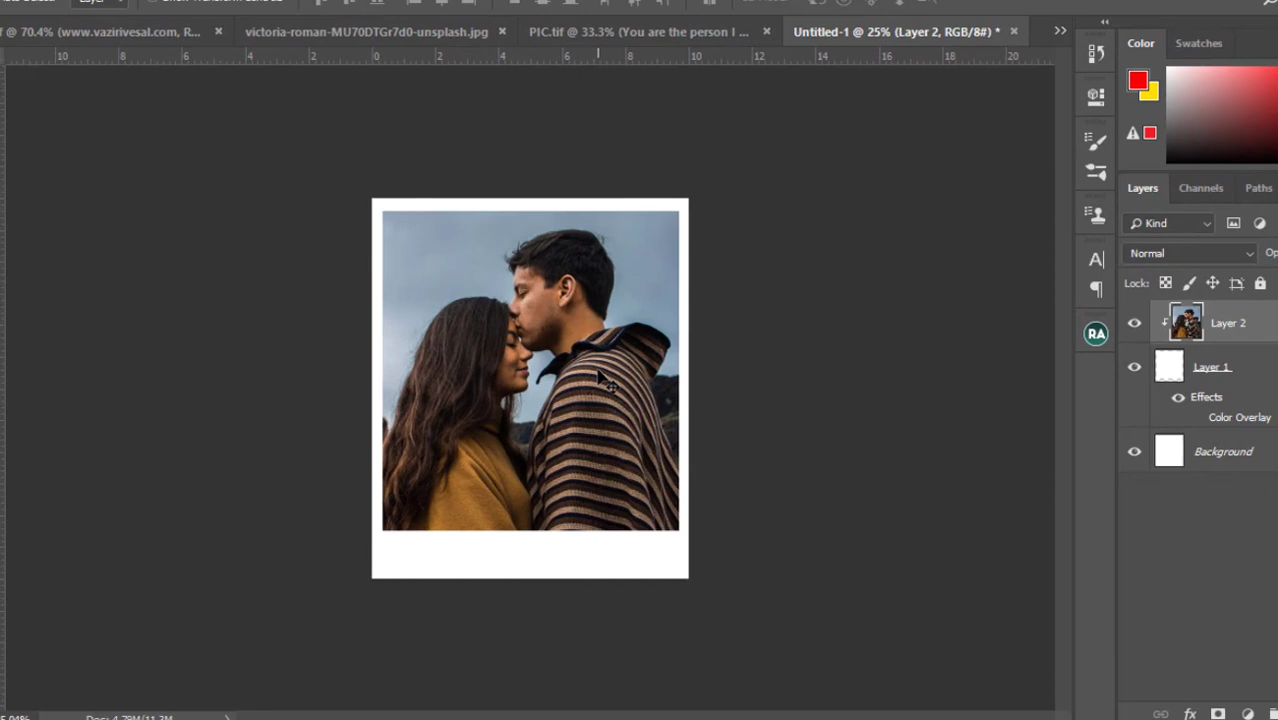 f @ 70.4% (www.vazirivesal.com, R... × victoria-roman-MU70DTGr7d0-unsplash.jpg × PIC.tif @ 33.3% (You are the person I ... × Untitled-1 @ 25% (Layer 2, RGB/8#) * ×
10 8 6 4 2 0 2 4 6 8 10 12 14 16 18 20
Color Swatches
Layers Channels Paths
Kind
Normal
Lock:
Layer 2
Layer 1
Effects
Color Overlay
Background
A
RA